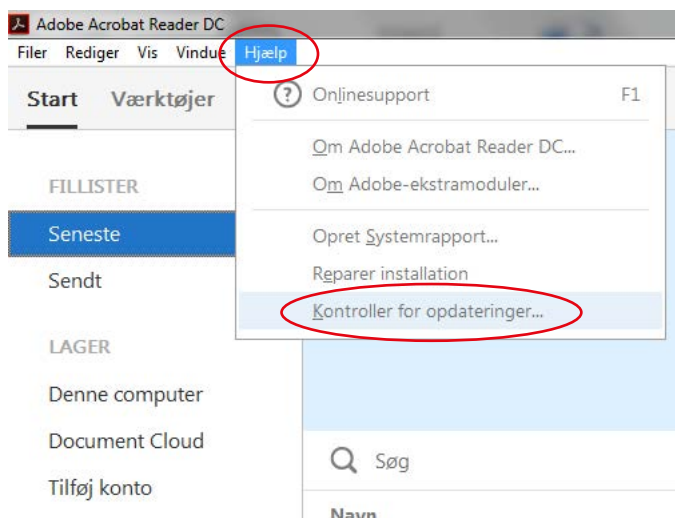 Adobe Acrobat Reader DC
Filer Rediger Vis Vindue Hjælp
Start Værktøjer
Onlinesupport F1
Om Adobe Acrobat Reader DC...
Om Adobe-ekstramoduler...
Opret Systemrapport...
Reparer installation
Kontroller for opdateringer...
FILLISTER
Seneste
Sendt
LAGER
Denne computer
Document Cloud
Tilføj konto
Søg
Navn